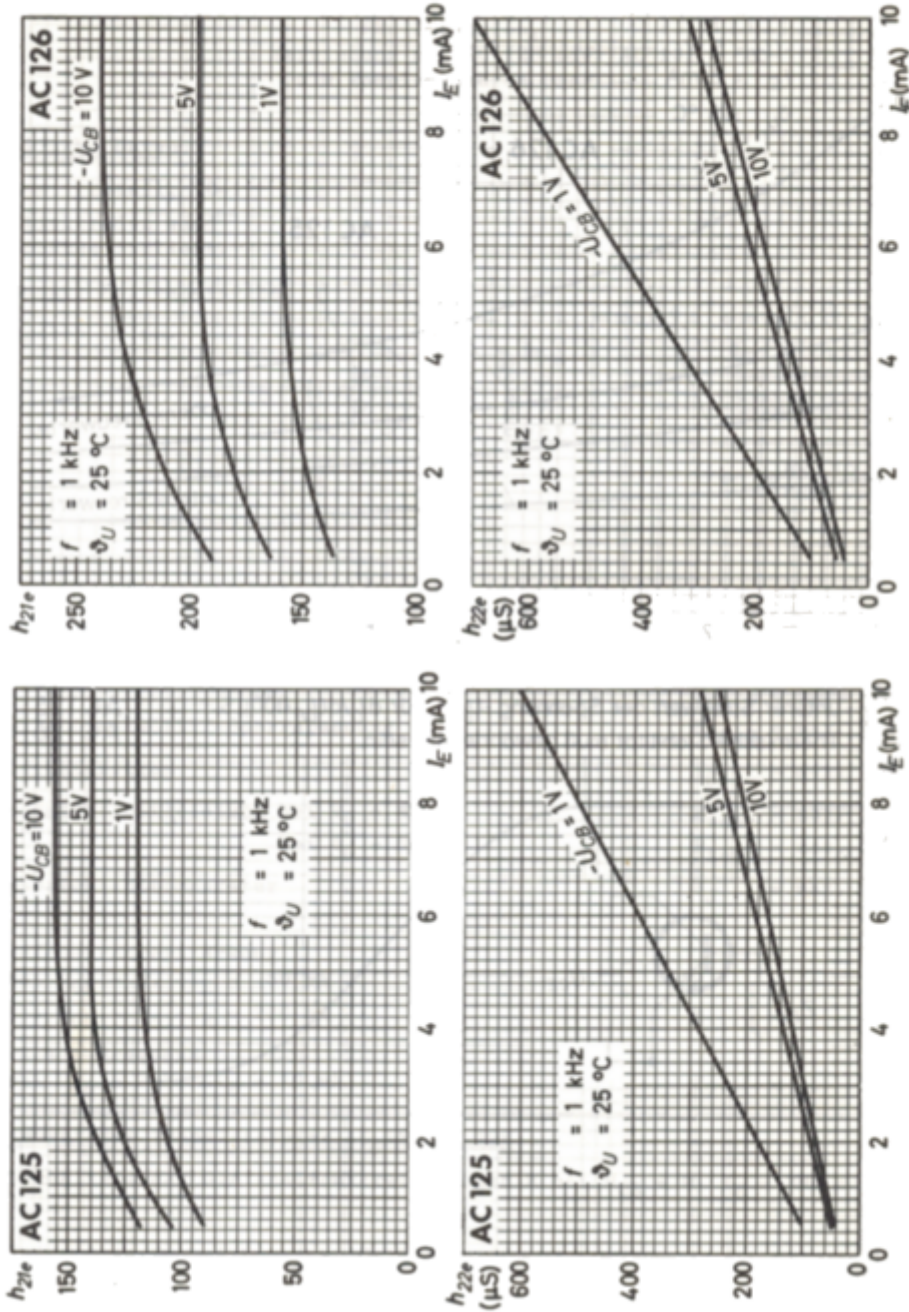 h21e
150
100
50
0
AC 125
-UCB=10V
5V
1V
f = 1 kHz
ϑU = 25 °C
0 2 4 6 8 IE (mA) 10
h21e
250
200
150
100
AC 126
-UCB=10V
5V
1V
f = 1 kHz
ϑU = 25 °C
0 2 4 6 8 IE (mA) 10
h22e
(µS)
600
400
200
0
AC 125
-UCB=1V
5V
10V
f = 1 kHz
ϑU = 25 °C
0 2 4 6 8 IE(mA) 10
h22e
(µS)
600
400
200
0
AC 126
-UCB=1V
5V
10V
f = 1 kHz
ϑU = 25 °C
0 2 4 6 8 IE(mA) 10